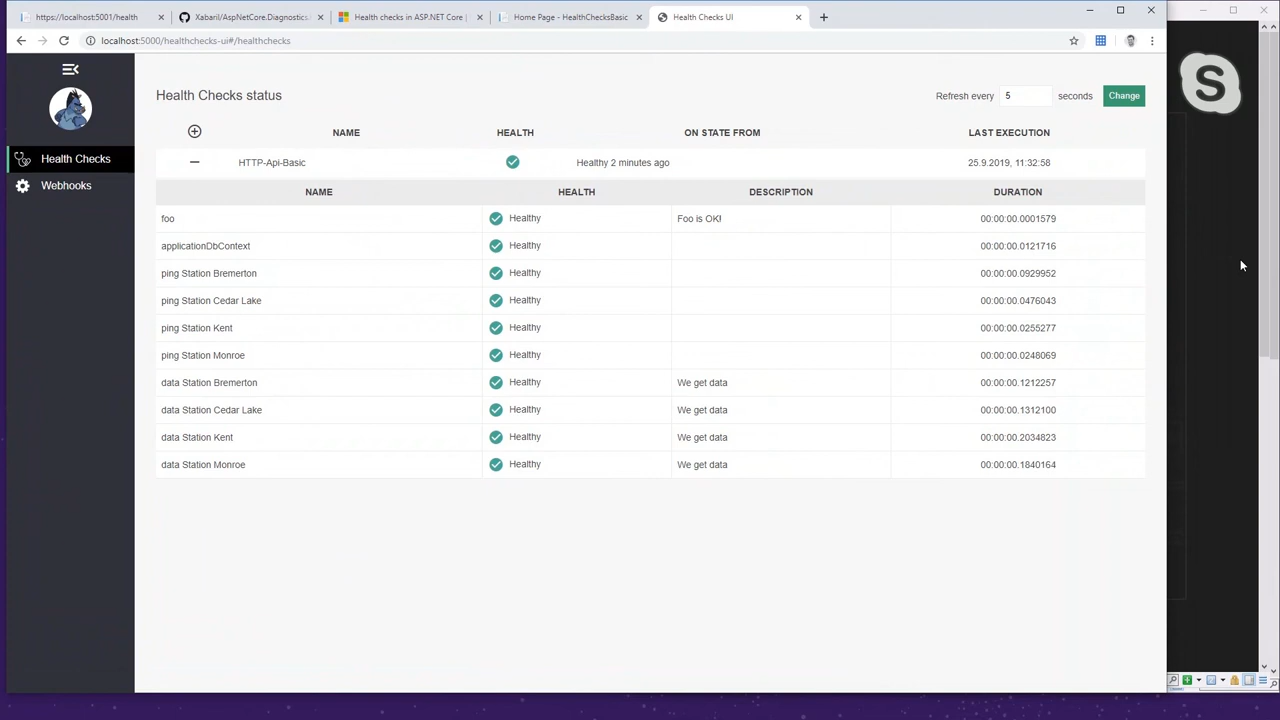 https://localhost:5001/health
Xabaril/AspNetCore.Diagnostics
Health checks in ASP.NET Core |
Home Page - HealthChecksBasic
Health Checks UI
localhost:5000/healthchecks-ui#/healthchecks
S
Health Checks
Webhooks
Health Checks status
Refresh every 5 seconds Change
NAME HEALTH ON STATE FROM LAST EXECUTION
HTTP-Api-Basic Healthy 2 minutes ago 25.9.2019, 11:32:58
NAME HEALTH DESCRIPTION DURATION
foo Healthy Foo is OK! 00:00:00.0001579
applicationDbContext Healthy 00:00:00.0121716
ping Station Bremerton Healthy 00:00:00.0929952
ping Station Cedar Lake Healthy 00:00:00.0476043
ping Station Kent Healthy 00:00:00.0255277
ping Station Monroe Healthy 00:00:00.0248069
data Station Bremerton Healthy We get data 00:00:00.1212257
data Station Cedar Lake Healthy We get data 00:00:00.1312100
data Station Kent Healthy We get data 00:00:00.2034823
data Station Monroe Healthy We get data 00:00:00.1840164